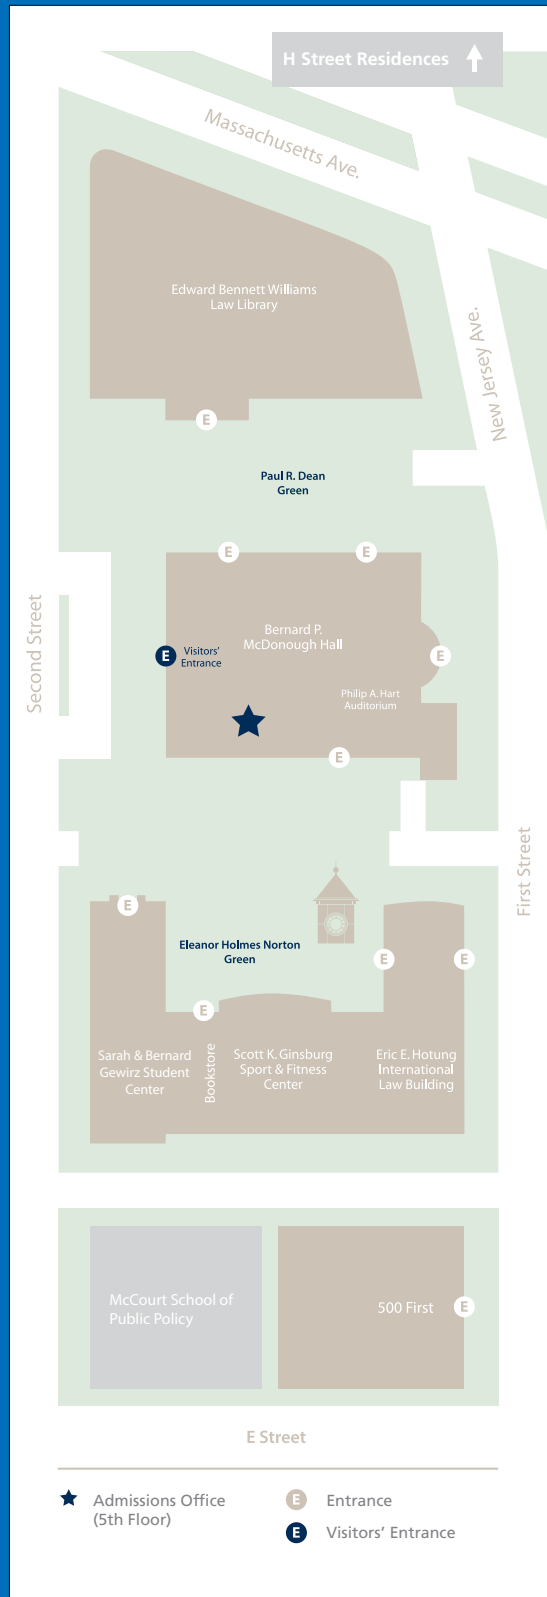 H Street Residences
Massachusetts Ave.
Edward Bennett Williams
Law Library
New Jersey Ave.
E
Paul R. Dean
Green
E
E
Bernard P.
McDonough Hall
E
Visitors'
Entrance
E
Second Street
Philip A. Hart
Auditorium
E
First Street
E
Eleanor Holmes Norton
Green
E
E
E
Sarah & Bernard
Gewirz Student
Center
Bookstore
Scott K. Ginsburg
Sport & Fitness
Center
Eric E. Hotung
International
Law Building
McCourt School of
Public Policy
500 First
E
E Street
Admissions Office
(5th Floor)
E Entrance
E Visitors' Entrance